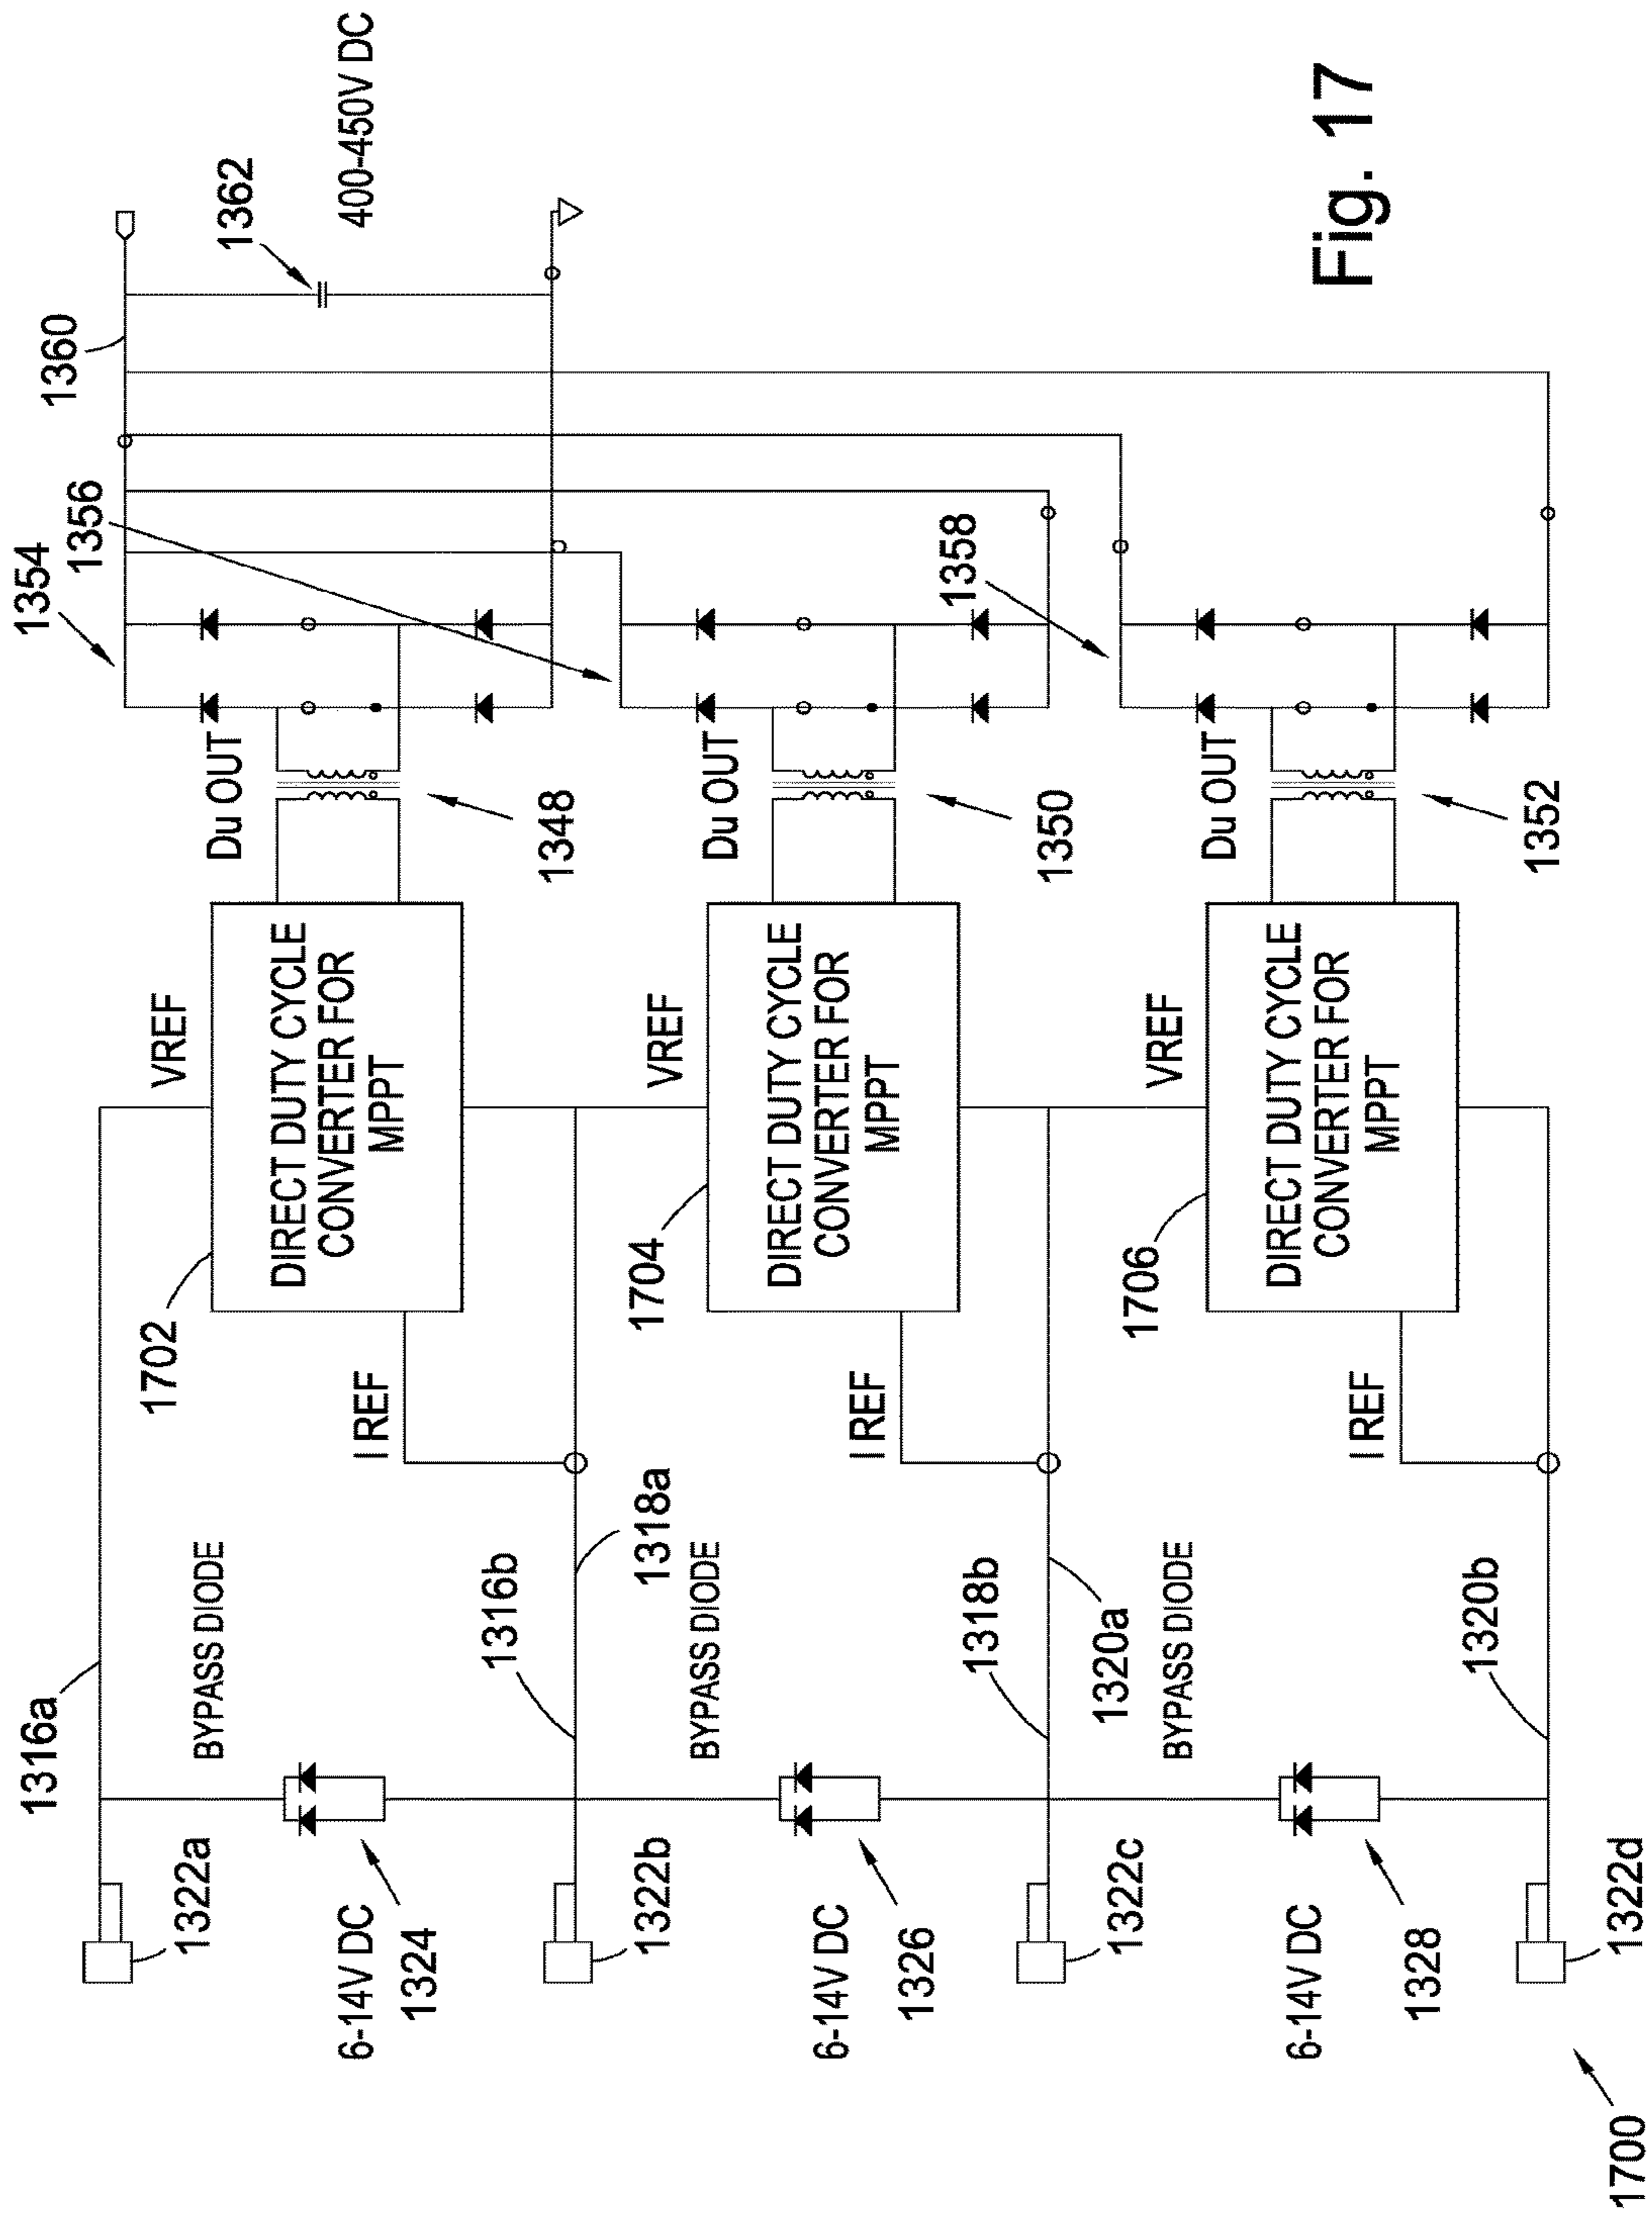 1354
1356
1360
1362
400-450V DC
VREF
Du OUT
1316a
BYPASS DIODE
1702
DIRECT DUTY CYCLE
CONVERTER FOR
MPPT
1348
1322a
6-14V DC
1324
I REF
1316b
1318a
1322b
BYPASS DIODE
1704
VREF
DIRECT DUTY CYCLE
CONVERTER FOR
MPPT
Du OUT
1350
1358
6-14V DC
1326
I REF
1318b
1320a
1322c
BYPASS DIODE
1706
VREF
DIRECT DUTY CYCLE
CONVERTER FOR
MPPT
Du OUT
1352
6-14V DC
1328
I REF
1320b
1322d
1700
Fig. 17